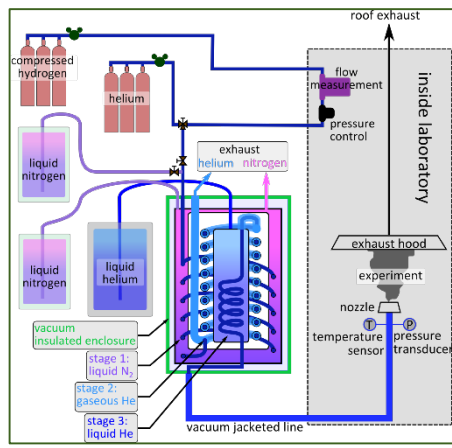 roof exhaust
compressed
hydrogen
helium
flow
measurement
pressure
control
inside laboratory
liquid
nitrogen
exhaust
helium nitrogen
liquid
nitrogen
liquid
helium
exhaust hood
experiment
nozzle
T
P
temperature
sensor
pressure
transducer
vacuum
insulated enclosure
stage 1:
liquid N₂
stage 2:
gaseous He
stage 3:
liquid He
vacuum jacketed line